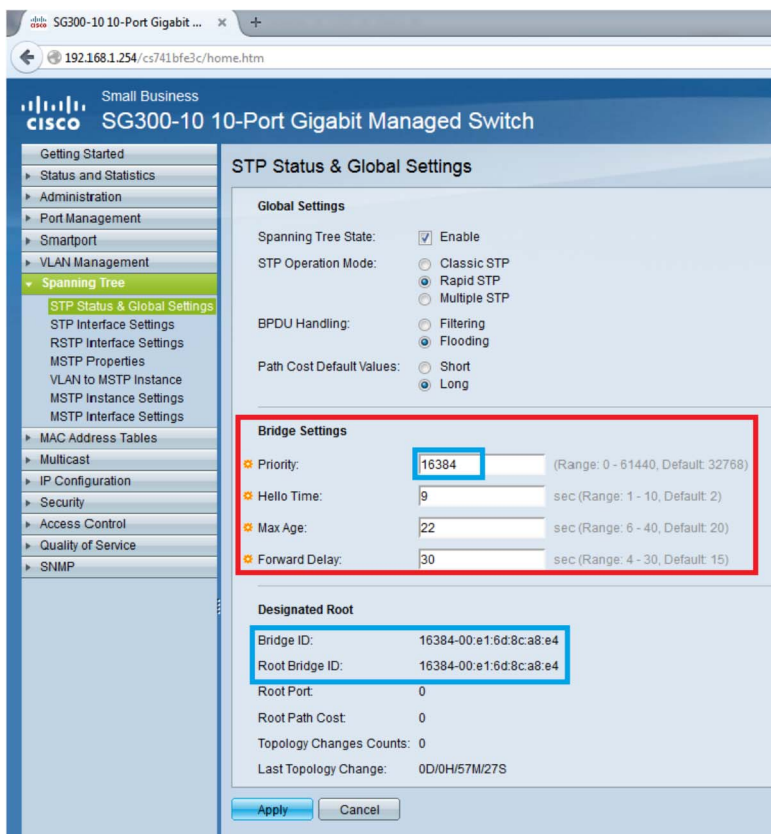 SG300-10 10-Port Gigabit ...
192.168.1.254/cs741bfe3c/home.htm
Small Business
cisco SG300-10 10-Port Gigabit Managed Switch
Getting Started
Status and Statistics
Administration
Port Management
Smartport
VLAN Management
Spanning Tree
STP Status & Global Settings
STP Interface Settings
RSTP Interface Settings
MSTP Properties
VLAN to MSTP Instance
MSTP Instance Settings
MSTP Interface Settings
MAC Address Tables
Multicast
IP Configuration
Security
Access Control
Quality of Service
SNMP
STP Status & Global Settings
Global Settings
Spanning Tree State: Enable
STP Operation Mode: Classic STP
Rapid STP
Multiple STP
BPDU Handling: Filtering
Flooding
Path Cost Default Values: Short
Long
Bridge Settings
Priority: 16384 (Range: 0 - 61440, Default: 32768)
Hello Time: 9 sec (Range: 1 - 10, Default: 2)
Max Age: 22 sec (Range: 6 - 40, Default: 20)
Forward Delay: 30 sec (Range: 4 - 30, Default: 15)
Designated Root
Bridge ID: 16384-00:e1:6d:8c:a8:e4
Root Bridge ID: 16384-00:e1:6d:8c:a8:e4
Root Port: 0
Root Path Cost: 0
Topology Changes Counts: 0
Last Topology Change: 0D/0H/57M/27S
Apply Cancel